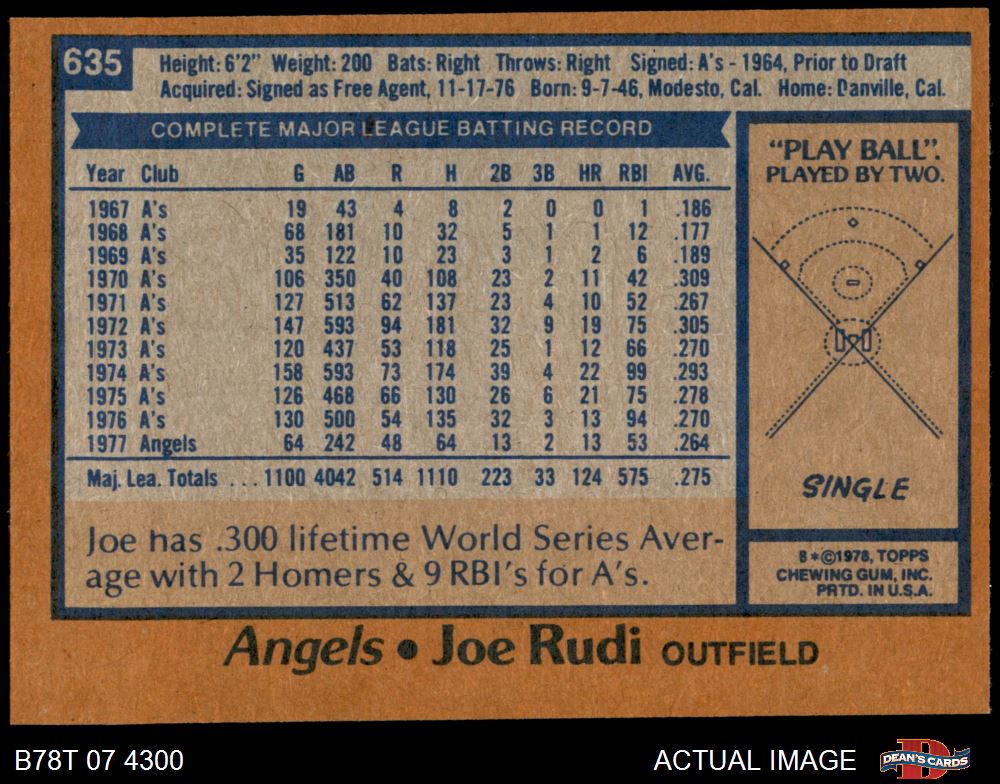 635
Height: 6'2" Weight: 200 Bats: Right Throws: Right Signed: A's - 1964, Prior to Draft
Acquired: Signed as Free Agent, 11-17-76 Born: 9-7-46, Modesto, Cal. Home: Danville, Cal.
COMPLETE MAJOR LEAGUE BATTING RECORD
Year Club G AB R H 2B 3B HR RBI AVG.
1967 A's 19 43 4 8 2 0 0 1 .186
1968 A's 68 181 10 32 5 1 1 12 .177
1969 A's 35 122 10 23 3 1 2 6 .189
1970 A's 106 350 40 108 23 2 11 42 .309
1971 A's 127 513 62 137 23 4 10 52 .267
1972 A's 147 593 94 181 32 9 19 75 .305
1973 A's 120 437 53 118 25 1 12 66 .270
1974 A's 158 593 73 174 39 4 22 99 .293
1975 A's 126 468 66 130 26 6 21 75 .278
1976 A's 130 500 54 135 32 3 13 94 .270
1977 Angels 64 242 48 64 13 2 13 53 .264
Maj. Lea. Totals ... 1100 4042 514 1110 223 33 124 575 .275
Joe has .300 lifetime World Series Aver-
age with 2 Homers & 9 RBI's for A's.
"PLAY BALL".
PLAYED BY TWO.
SINGLE
B*©1978, TOPPS
CHEWING GUM, INC.
PRTD. IN U.S.A.
Angels • Joe Rudi OUTFIELD
B78T 07 4300
ACTUAL IMAGE
D
DEAN'S CARDS